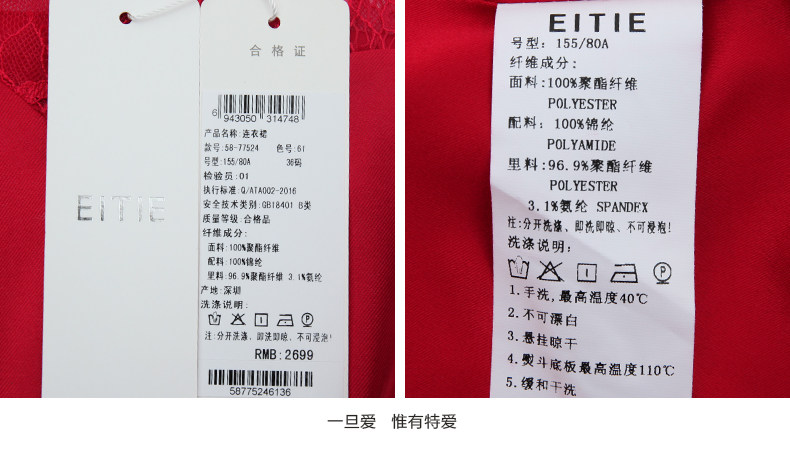 EITIE
合格证
6 943050 314748
产品名称:连衣裙
款号:58-77524 色号:61
号型:155/80A 36码
检验员:01
执行标准:Q/ATA002-2016
安全技术类别:GB18401 B类
质量等级:合格品
纤维成分:
面料:100%聚酯纤维
配料:100%锦纶
里料:96.9%聚酯纤维 3.1%氨纶
产地:深圳
洗涤说明:
注:分开洗涤、即洗即晾、不可浸泡!
RMB:2699
58775246136
EITIE
号型: 155/80A
纤维成分:
面料:100%聚酯纤维
POLYESTER
配料: 100%锦纶
POLYAMIDE
里料:96.9%聚酯纤维
POLYESTER
3.1%氨纶 SPANDEX
注:分开洗涤、即洗即晾、不可浸泡!
洗涤说明:
1.手洗,最高温度40℃
2.不可漂白
3.悬挂晾干
4.熨斗底板最高温度110℃
5.缓和干洗
一旦爱 惟有特爱